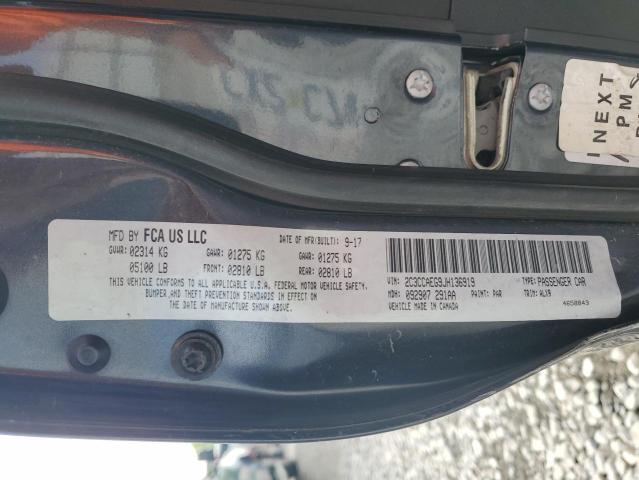 CXS C78
I NEXT
PM
MFD BY FCA US LLC DATE OF MFR(BUILT): 9-17
GVWR: 02314 KG GAWR: 01275 KG GAWR: 01275 KG
05100 LB FRONT: 02810 LB REAR: 02810 LB
THIS VEHICLE CONFORMS TO ALL APPLICABLE U.S.A. FEDERAL MOTOR VEHICLE SAFETY,
BUMPER, AND THEFT PREVENTION STANDARDS IN EFFECT ON
THE DATE OF MANUFACTURE SHOWN ABOVE.
VIN: 2C3CCAEG9JH136919 TYPE: PASSENGER CAR
MDH: 092907 291AA PAINT: PAR TRIM: ALX9
VEHICLE MADE IN CANADA 4650843